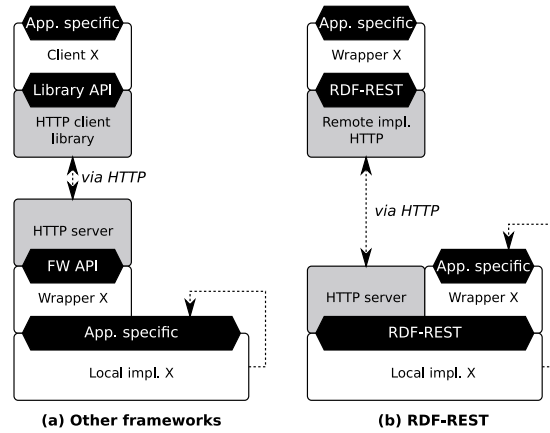 App. specific
Client X
Library API
HTTP client
library
via HTTP
HTTP server
FW API
Wrapper X
App. specific
Local impl. X
(a) Other frameworks
App. specific
Wrapper X
RDF-REST
Remote impl.
HTTP
via HTTP
App. specific
HTTP server
Wrapper X
RDF-REST
Local impl. X
(b) RDF-REST